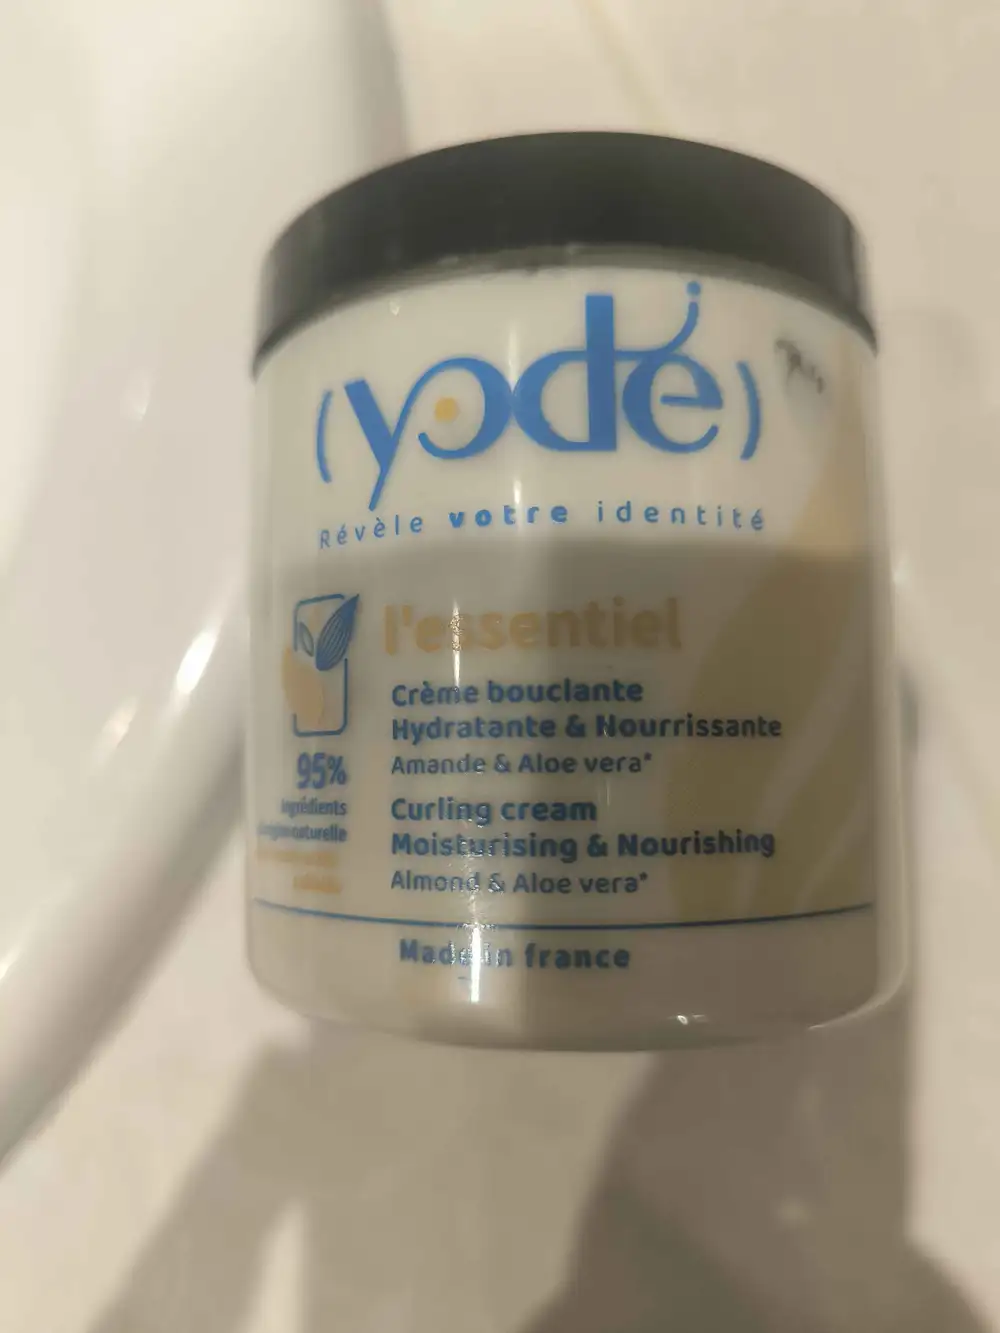 (yodé)
Révèle votre identité
l'essentiel
Crème bouclante
Hydratante & Nourrissante
Amande & Aloe vera*
Curling cream
Moisturising & Nourishing
Almond & Aloe vera*
95%
Ingrédients
naturelle
Made in france